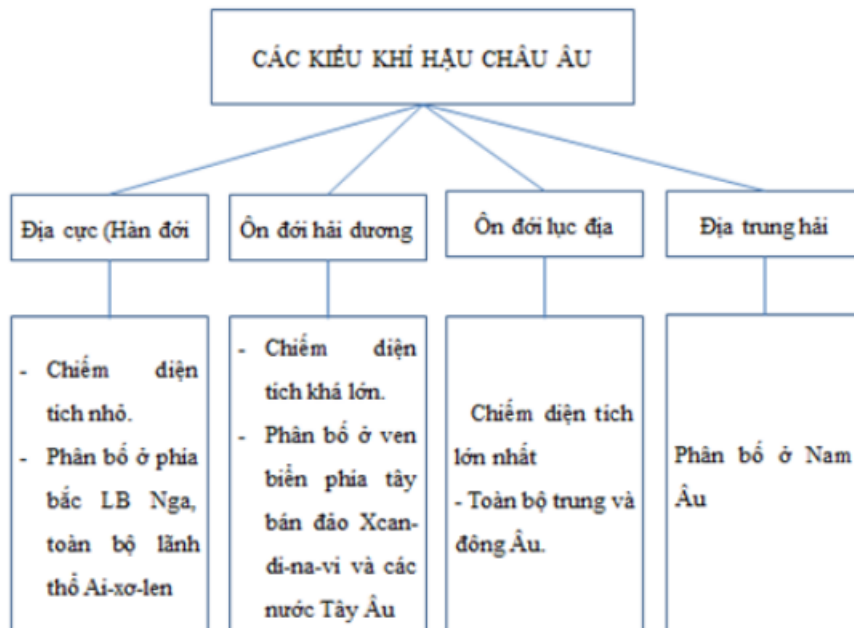 CÁC KIỂU KHÍ HẬU CHÂU ÂU
Địa cực (Hàn đới
Ôn đới hải dương
Ôn đới lục địa
Địa trung hải
- Chiếm diện
tích nhỏ.
- Phân bố ở phía
bắc LB Nga,
toàn bộ lãnh
thổ Ai-xơ-len
- Chiếm diện
tích khá lớn.
- Phân bố ở ven
biển phía tây
bán đảo Xcan-
đi-na-vi và các
nước Tây Âu
Chiếm diện tích
lớn nhất
- Toàn bộ trung và
đông Âu.
Phân bố ở Nam
Âu